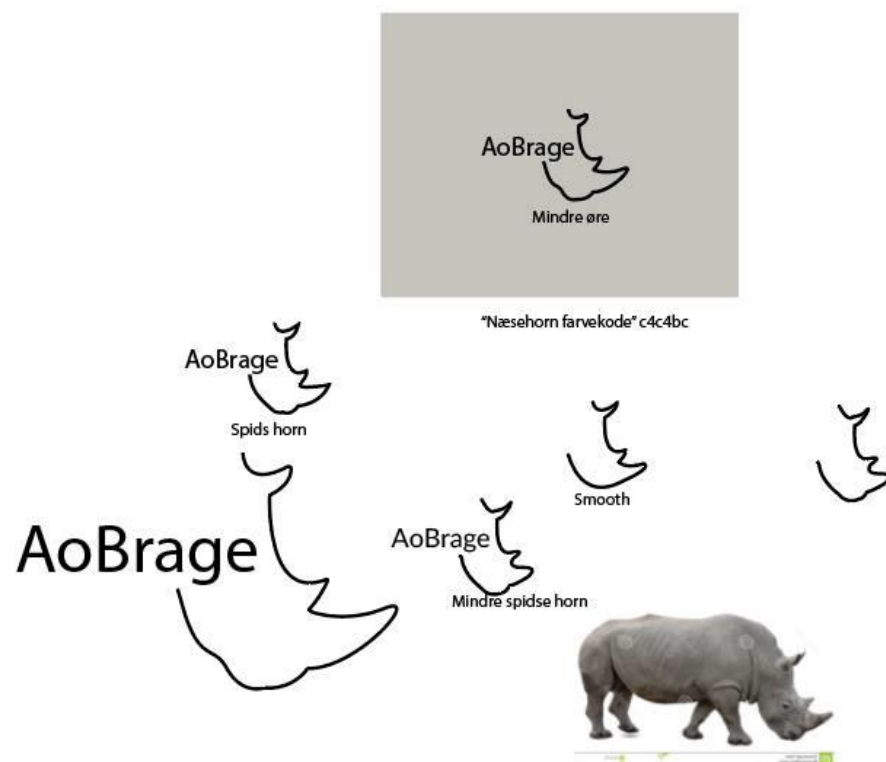 AoBrage
Mindre øre
"Næsehorn farvekode" c4c4bc
AoBrage
Spids horn
Smooth
AoBrage
AoBrage
Mindre spidse horn